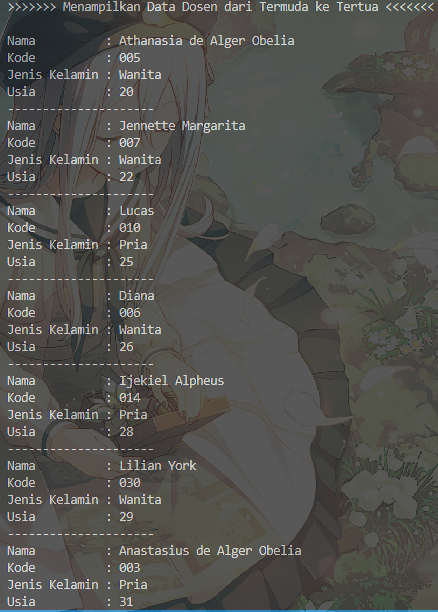 >>>>>>> Menampilkan Data Dosen dari Termuda ke Tertua <<<<<<<
Nama : Athanasia de Alger Obelia
Kode : 005
Jenis Kelamin : Wanita
Usia : 20
---------------------
Nama : Jennette Margarita
Kode : 007
Jenis Kelamin : Wanita
Usia : 22
---------------------
Nama : Lucas
Kode : 010
Jenis Kelamin : Pria
Usia : 25
---------------------
Nama : Diana
Kode : 006
Jenis Kelamin : Wanita
Usia : 26
---------------------
Nama : Ijekiel Alpheus
Kode : 014
Jenis Kelamin : Pria
Usia : 28
---------------------
Nama : Lilian York
Kode : 030
Jenis Kelamin : Wanita
Usia : 29
---------------------
Nama : Anastasius de Alger Obelia
Kode : 003
Jenis Kelamin : Pria
Usia : 31